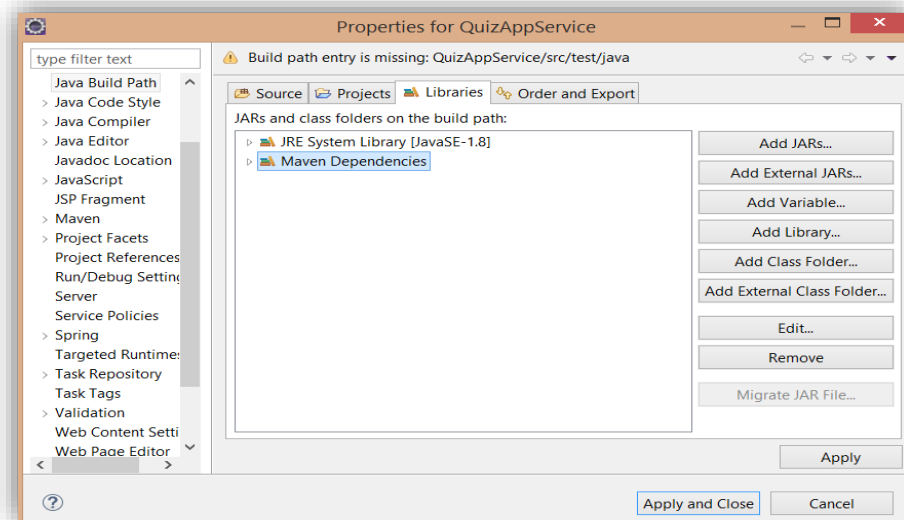 Properties for QuizAppService
type filter text
Build path entry is missing: QuizAppService/src/test/java
Java Build Path
Java Code Style
Java Compiler
Java Editor
Javadoc Location
JavaScript
JSP Fragment
Maven
Project Facets
Project References
Run/Debug Setting
Server
Service Policies
Spring
Targeted Runtimes
Task Repository
Task Tags
Validation
Web Content Setti
Web Page Editor
Source
Projects
Libraries
Order and Export
JARs and class folders on the build path:
JRE System Library [JavaSE-1.8]
Maven Dependencies
Add JARs...
Add External JARs...
Add Variable...
Add Library...
Add Class Folder...
Add External Class Folder...
Edit...
Remove
Migrate JAR File...
Apply
Apply and Close
Cancel